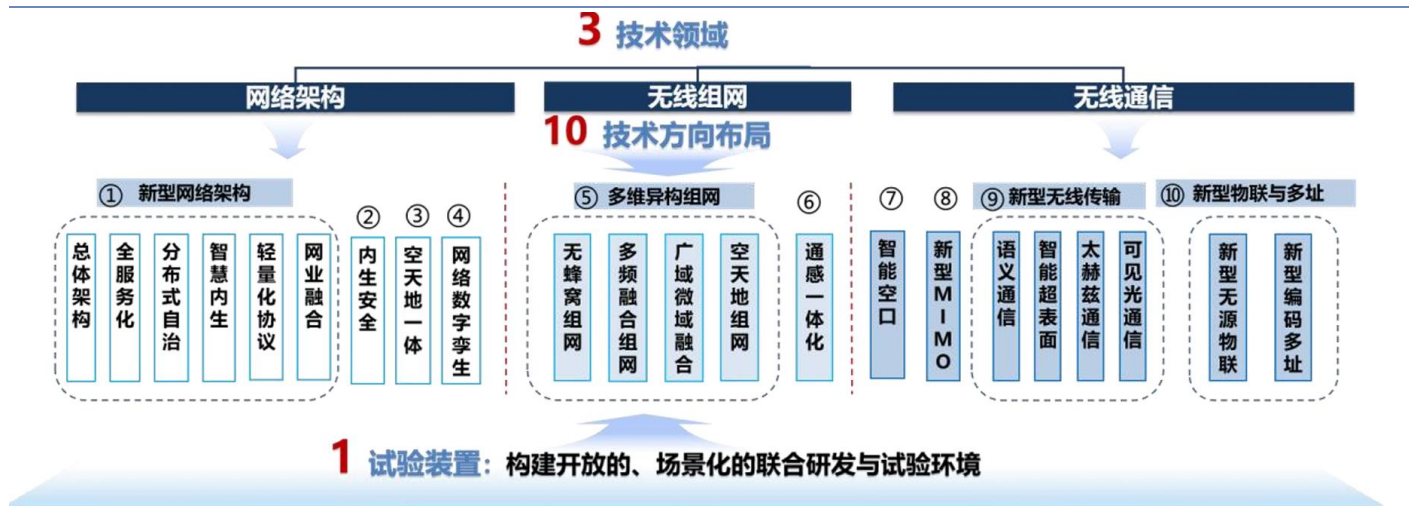 3 技术领域
网络架构
无线组网
无线通信
10 技术方向布局
① 新型网络架构
总体架构
全服务化
分布式自治
智慧内生
轻量化协议
网业融合
②
内生安全
③
空天地一体
④
网络数字孪生
⑤ 多维异构组网
无蜂窝组网
多频融合组网
广域微域融合
空天地组网
⑥
通感一体化
⑦
智能空口
⑧
新型MIMO
⑨ 新型无线传输
语义通信
智能超表面
太赫兹通信
可见光通信
⑩ 新型物联与多址
新型无源物联
新型编码多址
1 试验装置：构建开放的、场景化的联合研发与试验环境